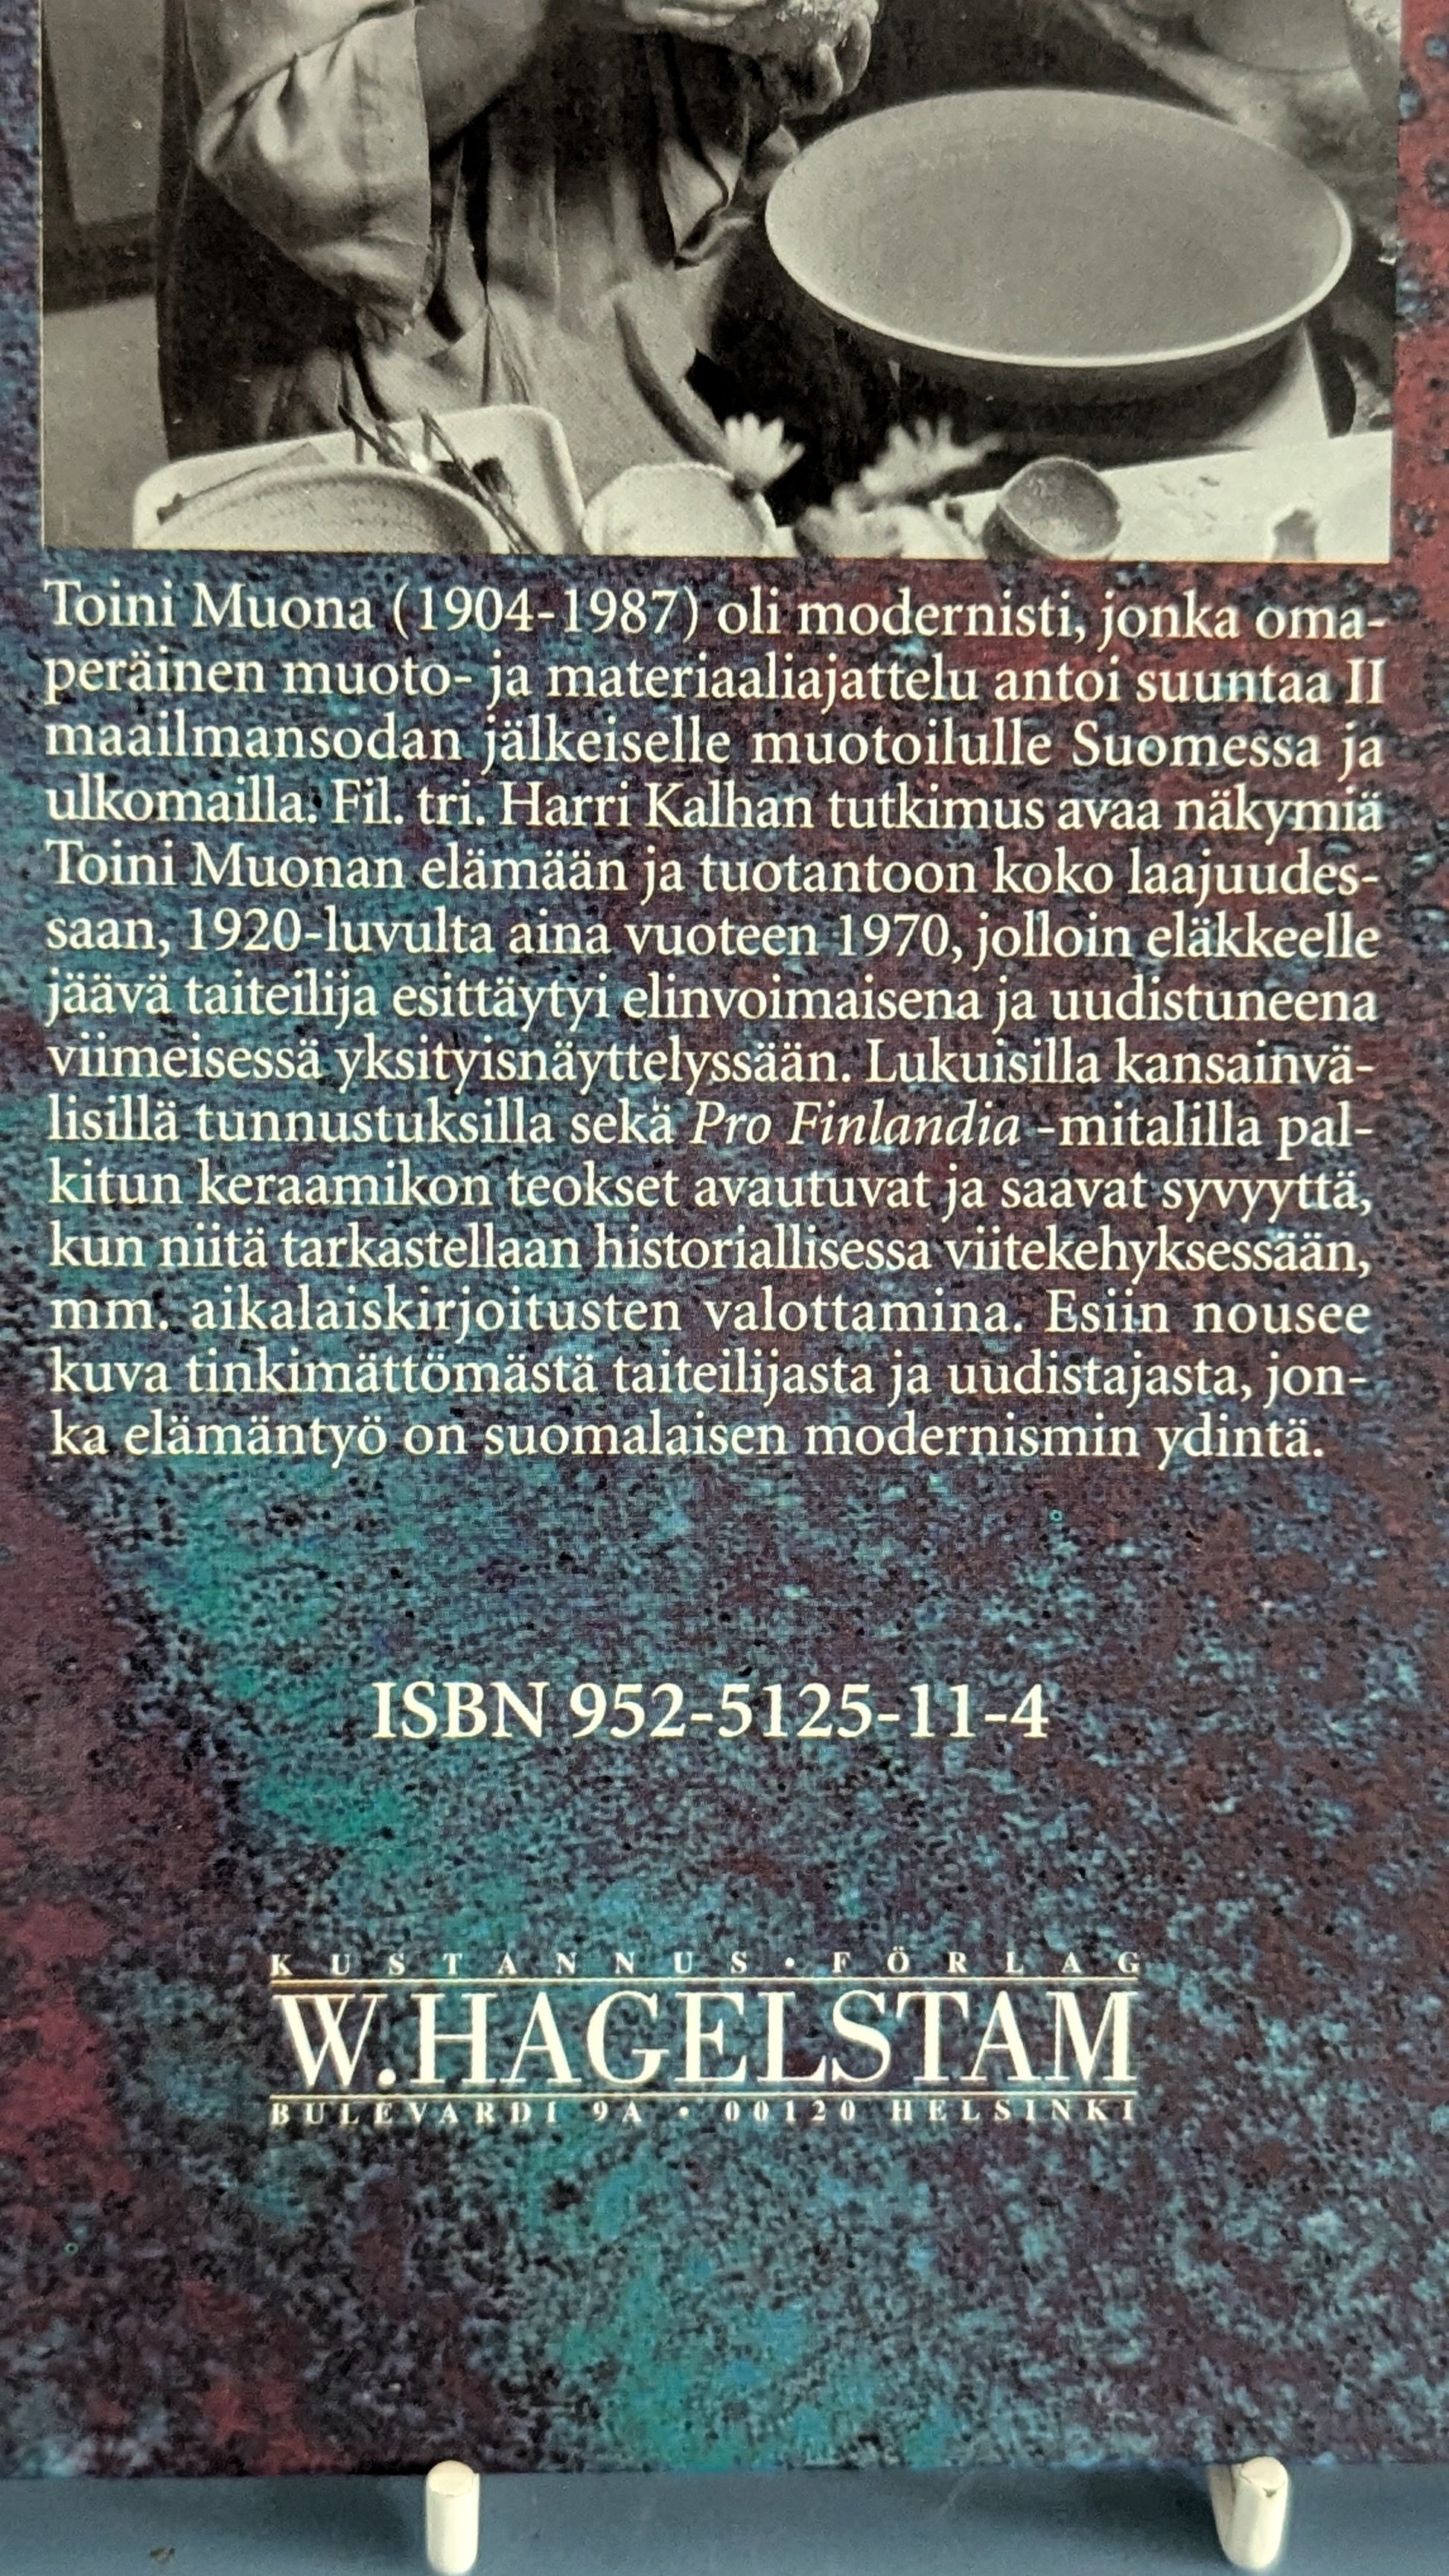 Toini Muona (1904-1987) oli modernisti, jonka oma-
peräinen muoto- ja materiaaliajattelu antoi suuntaa II
maailmansodan jälkeiselle muotoilulle Suomessa ja
ulkomailla. Fil. tri. Harri Kalhan tutkimus avaa näkymiä
Toini Muonan elämään ja tuotantoon koko laajuudes-
saan, 1920-luvulta aina vuoteen 1970, jolloin eläkkeelle
jäävä taiteilija esittäytyi elinvoimaisena ja uudistuneena
viimeisessä yksityisnäyttelyssään. Lukuisilla kansainvä-
lisillä tunnustuksilla sekä Pro Finlandia -mitalilla pal-
kitun keraamikon teokset avautuvat ja saavat syvyyttä,
kun niitä tarkastellaan historiallisessa viitekehyksessään,
mm. aikalaiskirjoitusten valottamina. Esiin nousee
kuva tinkimättömästä taiteilijasta ja uudistajasta, jon-
ka elämäntyö on suomalaisen modernismin ydintä.
ISBN 952-5125-11-4
KUSTANNUS • FÖRLAG
W.HAGELSTAM
BULEVARDI 9A • 00120 HELSINKI